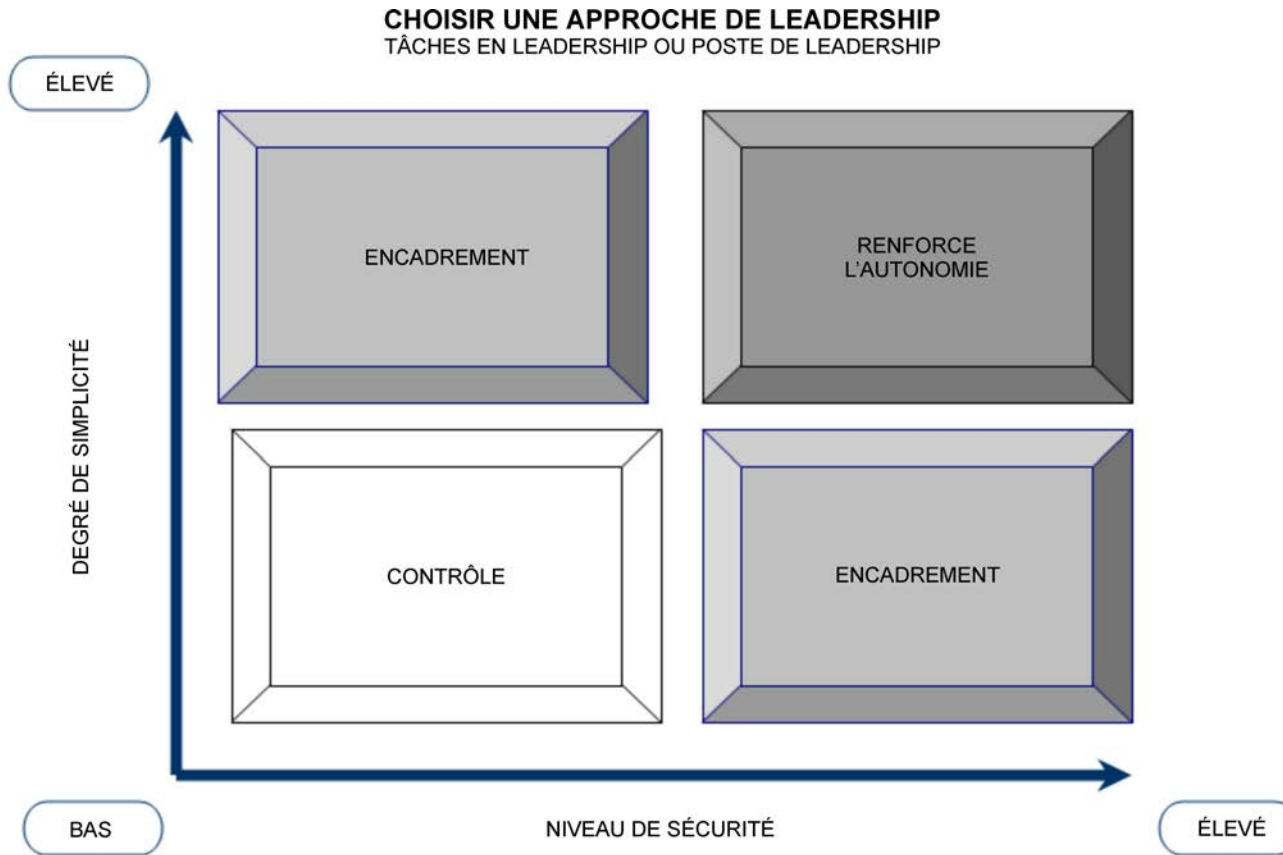 CHOISIR UNE APPROCHE DE LEADERSHIP
TÂCHES EN LEADERSHIP OU POSTE DE LEADERSHIP
ÉLEVÉ
ENCADREMENT
RENFORCE
L'AUTONOMIE
DEGRÉ DE SIMPLICITÉ
CONTRÔLE
ENCADREMENT
BAS
NIVEAU DE SÉCURITÉ
ÉLEVÉ